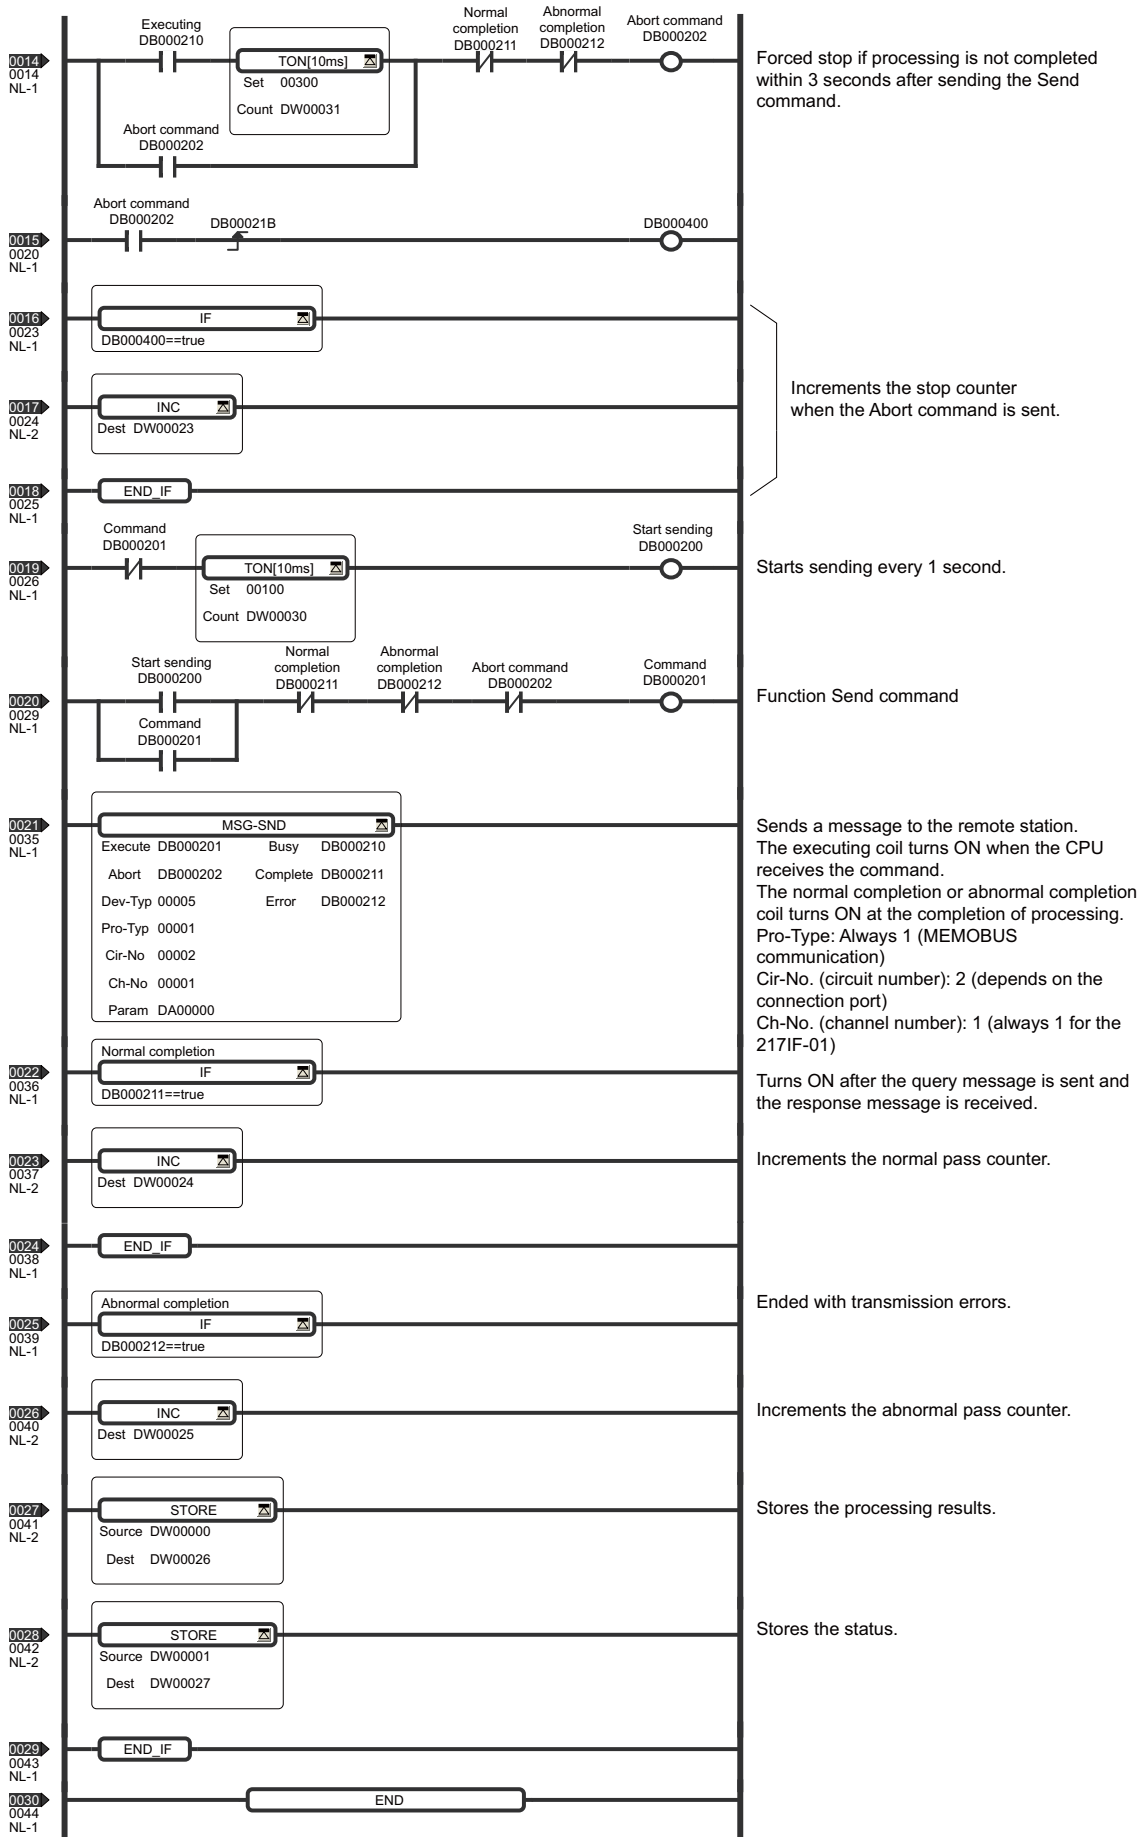 Executing
DB000210
Normal
completion
DB000211
Abnormal
completion
DB000212
Abort command
DB000202
0014
0014
NL-1
TON[10ms]
Set 00300
Count DW00031
Abort command
DB000202
Forced stop if processing is not completed
within 3 seconds after sending the Send
command.
Abort command
DB000202
DB00021B
DB000400
0015
0020
NL-1
0016
0023
NL-1
IF
DB000400==true
0017
0024
NL-2
INC
Dest DW00023
Increments the stop counter
when the Abort command is sent.
0018
0025
NL-1
END_IF
Command
DB000201
Start sending
DB000200
0019
0026
NL-1
TON[10ms]
Set 00100
Count DW00030
Starts sending every 1 second.
Start sending
DB000200
Normal
completion
DB000211
Abnormal
completion
DB000212
Abort command
DB000202
Command
DB000201
0020
0029
NL-1
Command
DB000201
Function Send command
0021
0035
NL-1
MSG-SND
Execute DB000201 Busy DB000210
Abort DB000202 Complete DB000211
Dev-Typ 00005 Error DB000212
Pro-Typ 00001
Cir-No 00002
Ch-No 00001
Param DA00000
Sends a message to the remote station.
The executing coil turns ON when the CPU
receives the command.
The normal completion or abnormal completion
coil turns ON at the completion of processing.
Pro-Type: Always 1 (MEMOBUS
communication)
Cir-No. (circuit number): 2 (depends on the
connection port)
Ch-No. (channel number): 1 (always 1 for the
217IF-01)
0022
0036
NL-1
Normal completion
IF
DB000211==true
Turns ON after the query message is sent and
the response message is received.
0023
0037
NL-2
INC
Dest DW00024
Increments the normal pass counter.
0024
0038
NL-1
END_IF
0025
0039
NL-1
Abnormal completion
IF
DB000212==true
Ended with transmission errors.
0026
0040
NL-2
INC
Dest DW00025
Increments the abnormal pass counter.
0027
0041
NL-2
STORE
Source DW00000
Dest DW00026
Stores the processing results.
0028
0042
NL-2
STORE
Source DW00001
Dest DW00027
Stores the status.
0029
0043
NL-1
END_IF
0030
0044
NL-1
END